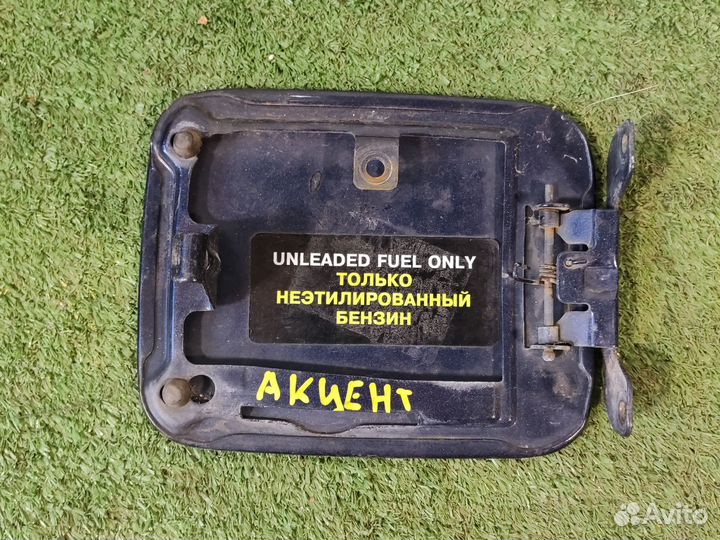 UNLEADED FUEL ONLY
ТОЛЬКО
НЕЭТИЛИРОВАННЫЙ
БЕНЗИН
АКЦЕНТ
Avito